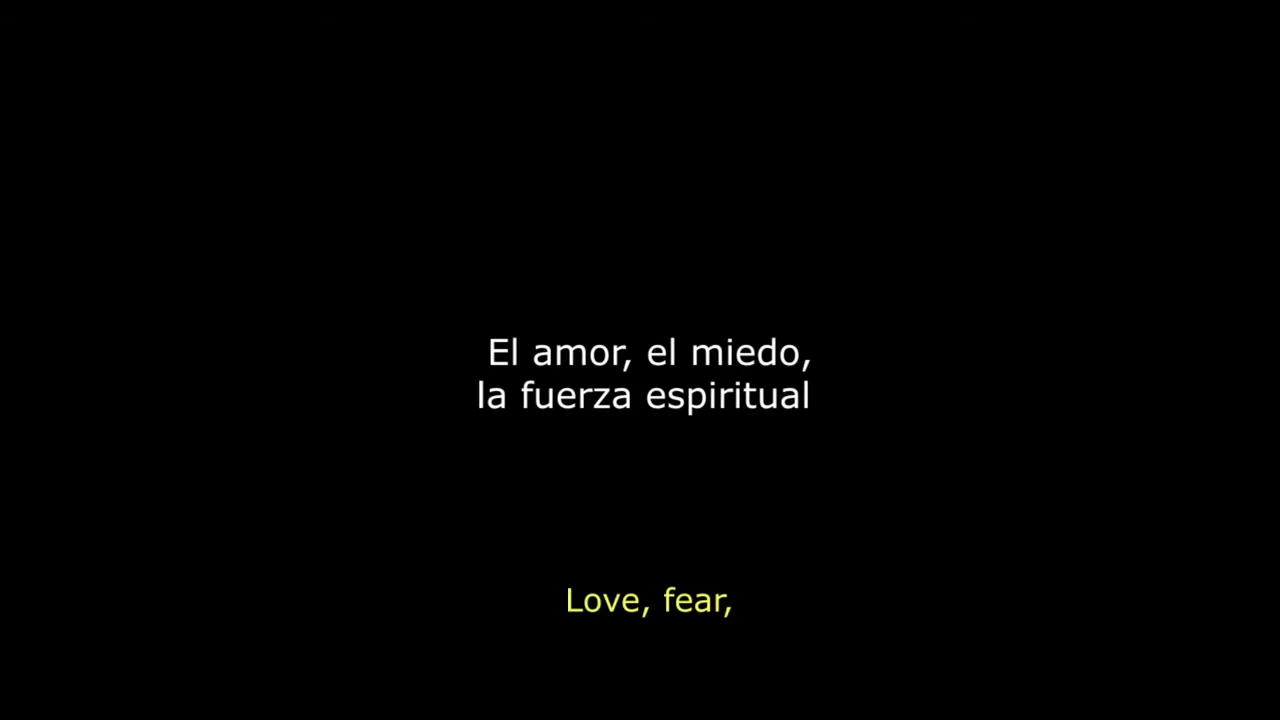 El amor, el miedo,
la fuerza espiritual
Love, fear,